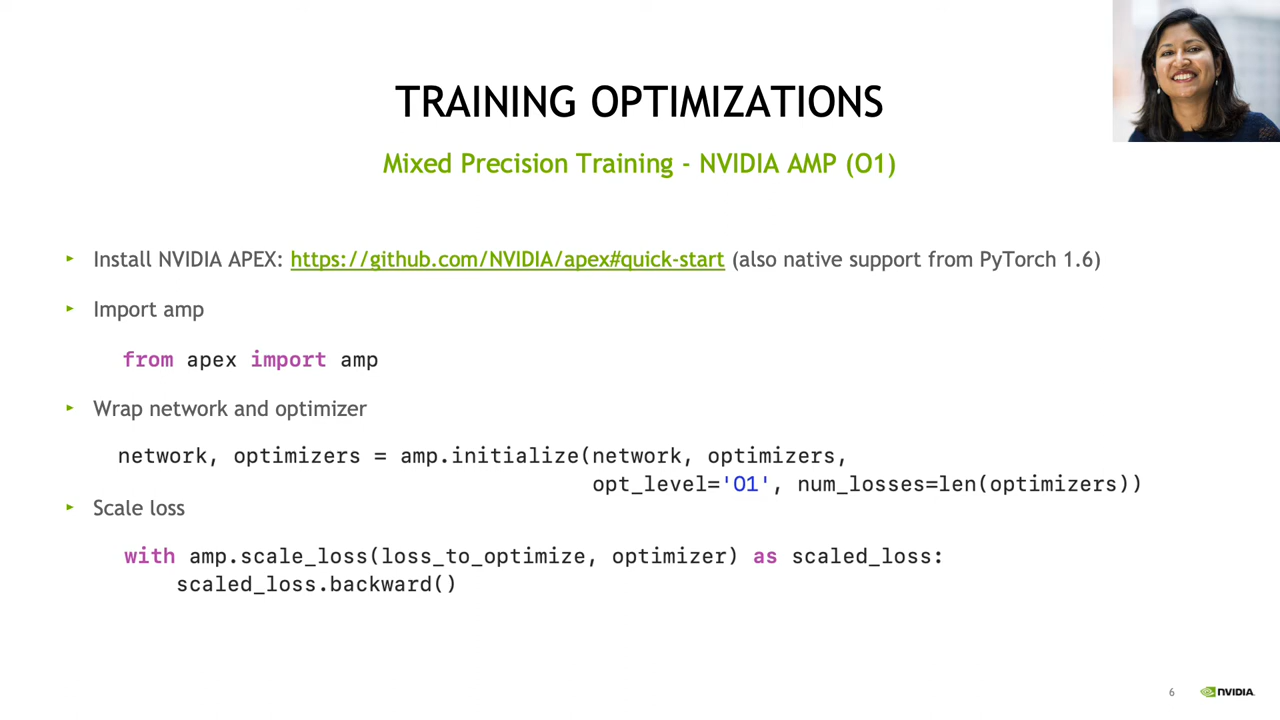 TRAINING OPTIMIZATIONS
Mixed Precision Training - NVIDIA AMP (O1)
Install NVIDIA APEX: https://github.com/NVIDIA/apex#quick-start (also native support from PyTorch 1.6)
Import amp
from apex import amp
Wrap network and optimizer
network, optimizers = amp.initialize(network, optimizers,
opt_level='O1', num_losses=len(optimizers))
Scale loss
with amp.scale_loss(loss_to_optimize, optimizer) as scaled_loss:
scaled_loss.backward()
6 NVIDIA.